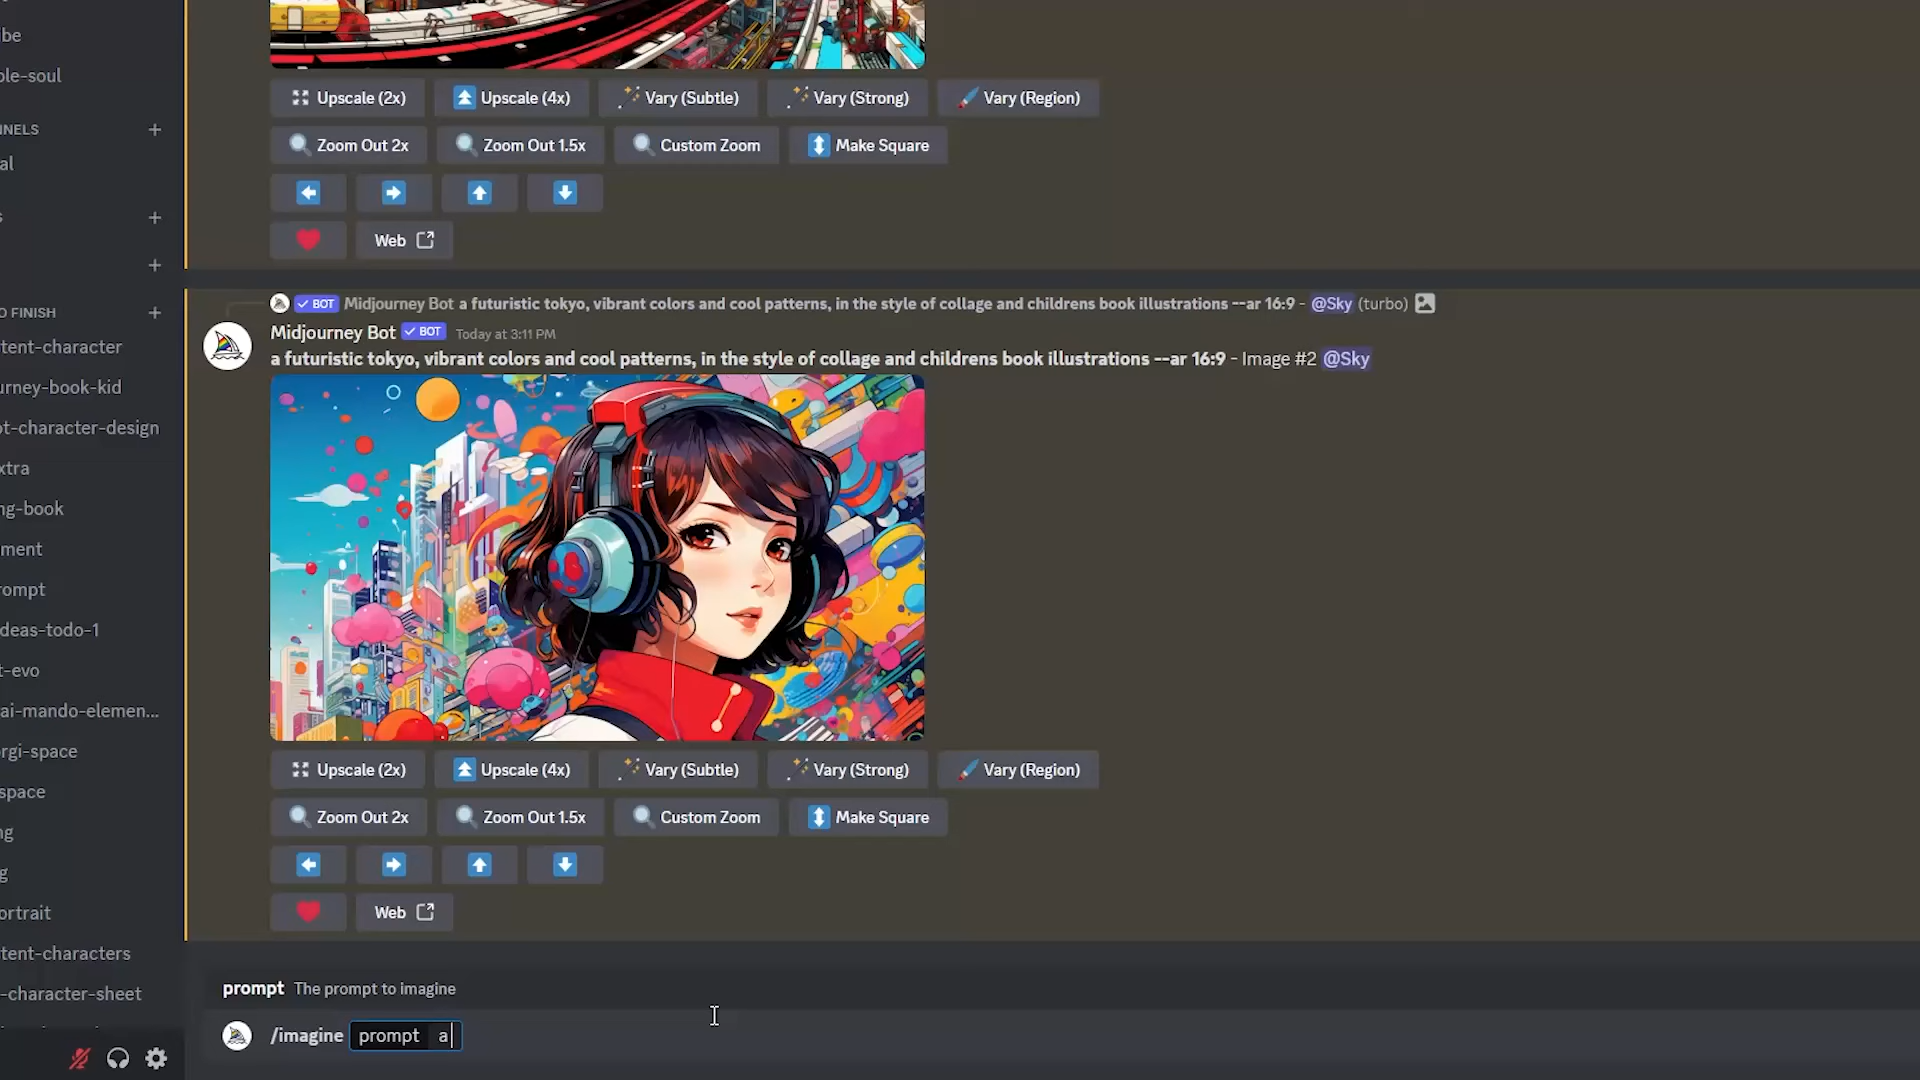 be
ole-soul
NNELS
al
s
O FINISH
tent-character
urney-book-kid
ot-character-design
xtra
ng-book
ment
rompt
deas-todo-1
t-evo
ai-mando-elemen...
orgi-space
space
ng
g
ortrait
tent-characters
-character-sheet
Upscale (2x) Upscale (4x) Vary (Subtle) Vary (Strong) Vary (Region)
Zoom Out 2x Zoom Out 1.5x Custom Zoom Make Square
Web
BOT Midjourney Bot a futuristic tokyo, vibrant colors and cool patterns, in the style of collage and childrens book illustrations --ar 16:9 - @Sky (turbo)
Midjourney Bot BOT Today at 3:11 PM
a futuristic tokyo, vibrant colors and cool patterns, in the style of collage and childrens book illustrations --ar 16:9 - Image #2 @Sky
Upscale (2x) Upscale (4x) Vary (Subtle) Vary (Strong) Vary (Region)
Zoom Out 2x Zoom Out 1.5x Custom Zoom Make Square
Web
prompt The prompt to imagine
/imagine prompt a